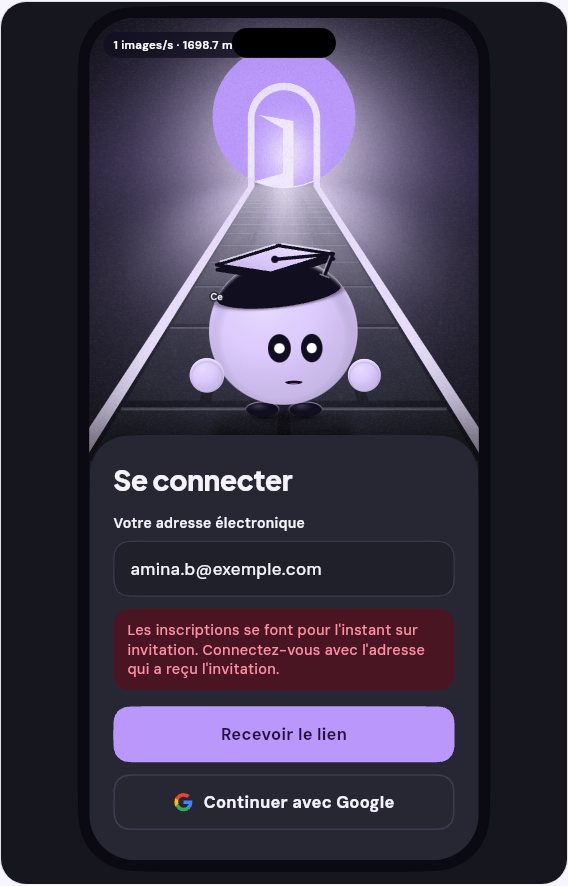 1 images/s · 1698.7 m
Ce
Se connecter
Votre adresse électronique
amina.b@exemple.com
Les inscriptions se font pour l'instant sur
invitation. Connectez-vous avec l'adresse
qui a reçu l'invitation.
Recevoir le lien
Continuer avec Google